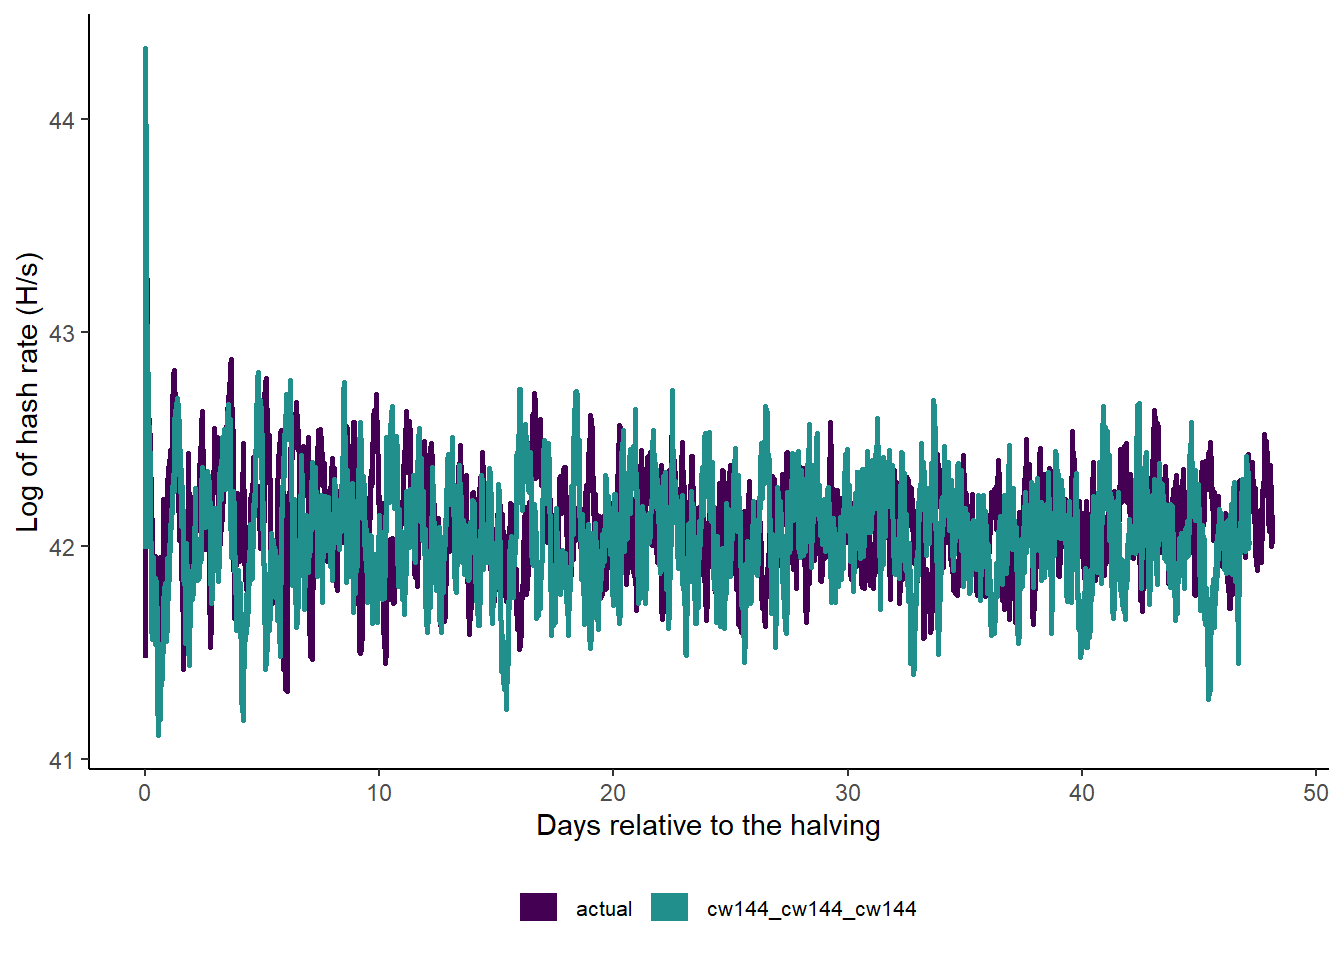 Log of hash rate (H/s)
44
43
42
41
0 10 20 30 40 50
Days relative to the halving
actual cw144_cw144_cw144